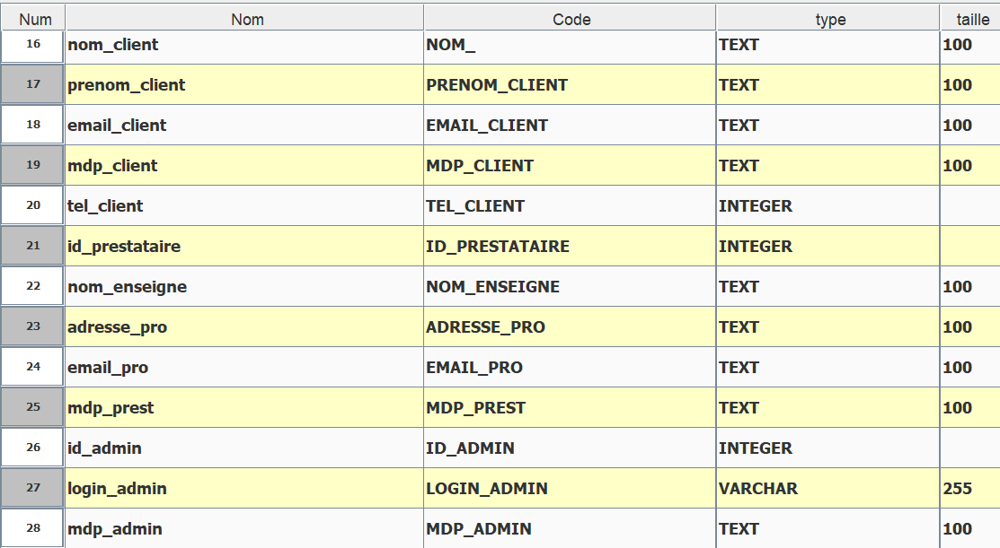 Num Nom Code type taille
16 nom_client NOM_ TEXT 100
17 prenom_client PRENOM_CLIENT TEXT 100
18 email_client EMAIL_CLIENT TEXT 100
19 mdp_client MDP_CLIENT TEXT 100
20 tel_client TEL_CLIENT INTEGER
21 id_prestataire ID_PRESTATAIRE INTEGER
22 nom_enseigne NOM_ENSEIGNE TEXT 100
23 adresse_pro ADRESSE_PRO TEXT 100
24 email_pro EMAIL_PRO TEXT 100
25 mdp_prest MDP_PREST TEXT 100
26 id_admin ID_ADMIN INTEGER
27 login_admin LOGIN_ADMIN VARCHAR 255
28 mdp_admin MDP_ADMIN TEXT 100